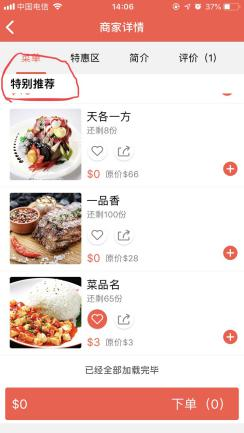 中国电信 14:06 37%
商家详情
菜单 特惠区 简介 评价（1）
特别推荐
天各一方
还剩8份
$0 原价$66
一品香
还剩100份
$0 原价$28
菜品名
还剩65份
$3 原价$3
已经全部加载完毕
$0 下单（0）